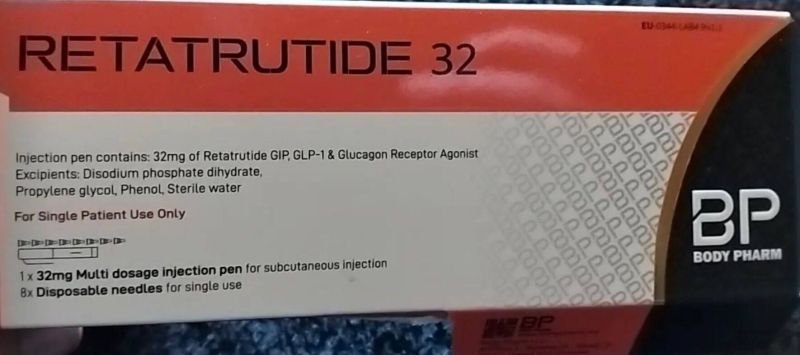 RETATRUTIDE 32
Injection pen contains: 32mg of Retatrutide GIP, GLP-1 & Glucagon Receptor Agonist
Excipients: Disodium phosphate dihydrate,
Propylene glycol, Phenol, Sterile water
For Single Patient Use Only
1 x 32mg Multi dosage injection pen for subcutaneous injection
8x Disposable needles for single use
BP
BODY PHARM
BP